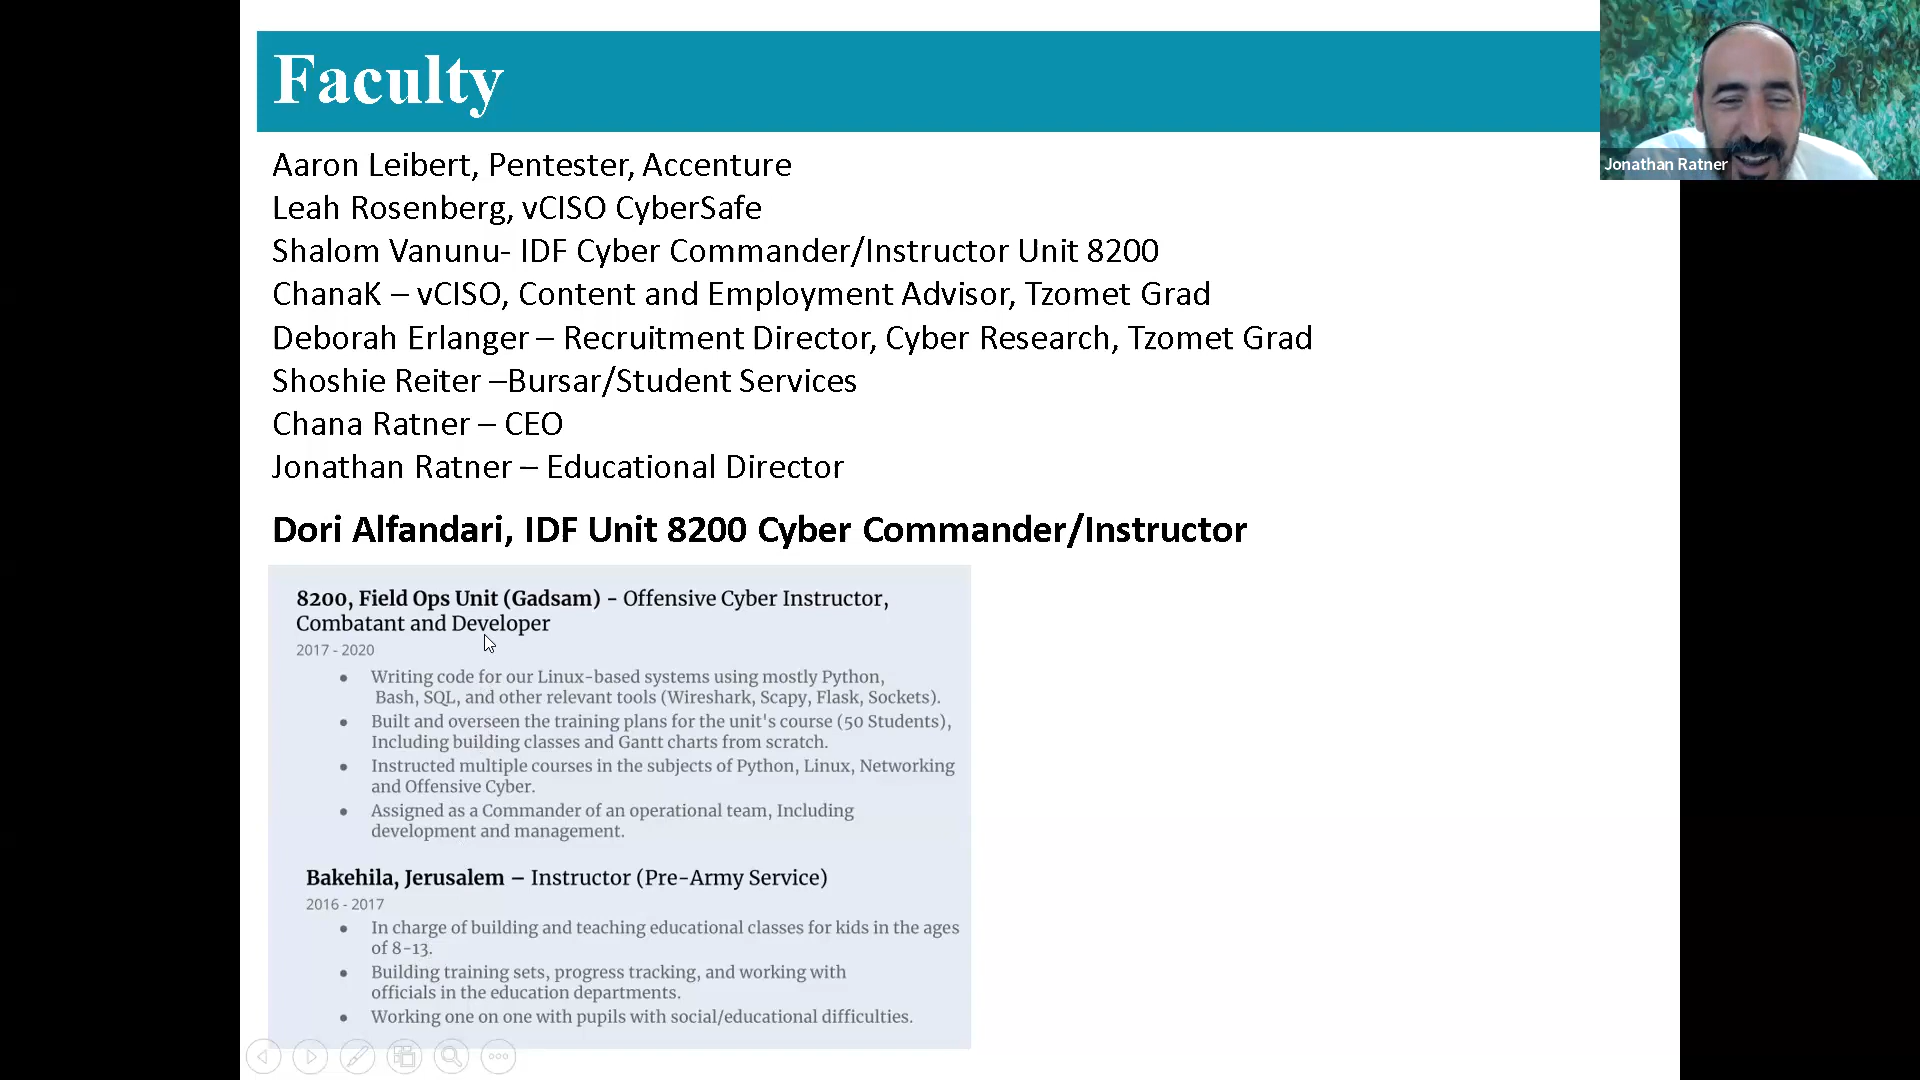 Faculty
Jonathan Ratner
Aaron Leibert, Pentester, Accenture
Leah Rosenberg, vCISO CyberSafe
Shalom Vanunu- IDF Cyber Commander/Instructor Unit 8200
ChanaK – vCISO, Content and Employment Advisor, Tzomet Grad
Deborah Erlanger – Recruitment Director, Cyber Research, Tzomet Grad
Shoshie Reiter –Bursar/Student Services
Chana Ratner – CEO
Jonathan Ratner – Educational Director
Dori Alfandari, IDF Unit 8200 Cyber Commander/Instructor
8200, Field Ops Unit (Gadsam) - Offensive Cyber Instructor,
Combatant and Developer
2017 - 2020
● Writing code for our Linux-based systems using mostly Python,
Bash, SQL, and other relevant tools (Wireshark, Scapy, Flask, Sockets).
● Built and overseen the training plans for the unit's course (50 Students),
Including building classes and Gantt charts from scratch.
● Instructed multiple courses in the subjects of Python, Linux, Networking
and Offensive Cyber.
● Assigned as a Commander of an operational team, Including
development and management.
Bakehila, Jerusalem – Instructor (Pre-Army Service)
2016 - 2017
● In charge of building and teaching educational classes for kids in the ages
of 8-13.
● Building training sets, progress tracking, and working with
officials in the education departments.
● Working one on one with pupils with social/educational difficulties.